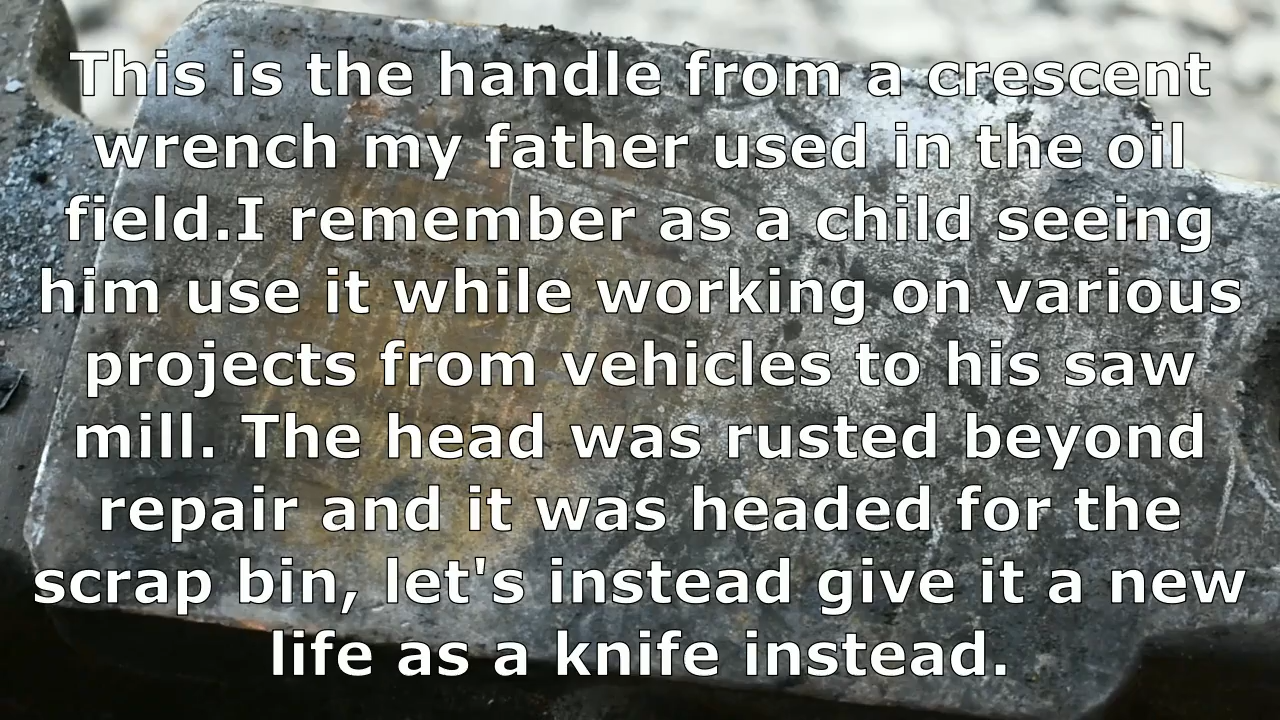 This is the handle from a crescent
wrench my father used in the oil
field.I remember as a child seeing
him use it while working on various
projects from vehicles to his saw
mill. The head was rusted beyond
repair and it was headed for the
scrap bin, let's instead give it a new
life as a knife instead.